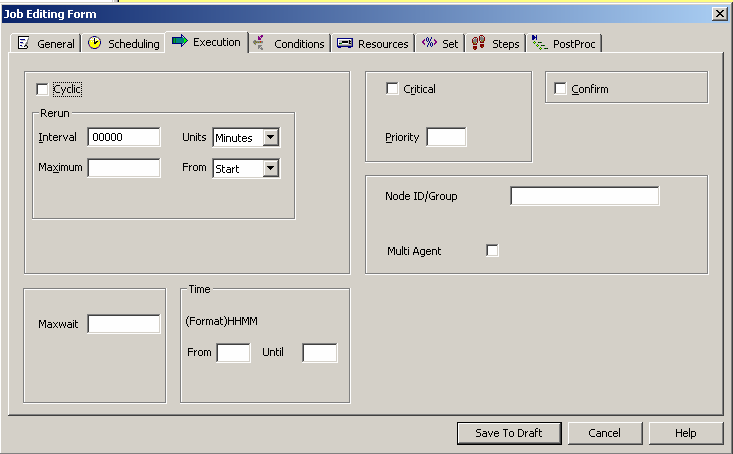 Job Editing Form
General Scheduling Execution Conditions Resources Set Steps PostProc
Cyclic
Rerun
Interval 00000 Units Minutes
Maximum From Start
Critical
Priority
Confirm
Node ID/Group
Multi Agent
Maxwait
Time
(Format)HHMM
From Until
Save To Draft Cancel Help